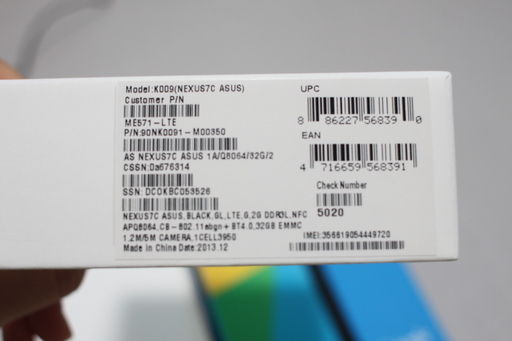 Model:K009(NEXUS7C ASUS)
Customer P/N
ME571-LTE
P/N:90NK0091-M00350
AS NEXUS7C ASUS 1A/Q8064/32G/2
CSSN:0a676314
SSN: DCOKBC053526
NEXUS7C ASUS,BLACK,GL,LTE,G,2G DDR3L,NFC
APQ8064,CB-802.11abgn+BT4.0,32GB EMMC
1.2M/5M CAMERA,1CELL3950
Made in China Date:2013.12
UPC
8 86227 56839 0
EAN
4 716659 568391
Check Number
5020
IMEI:356619054449720